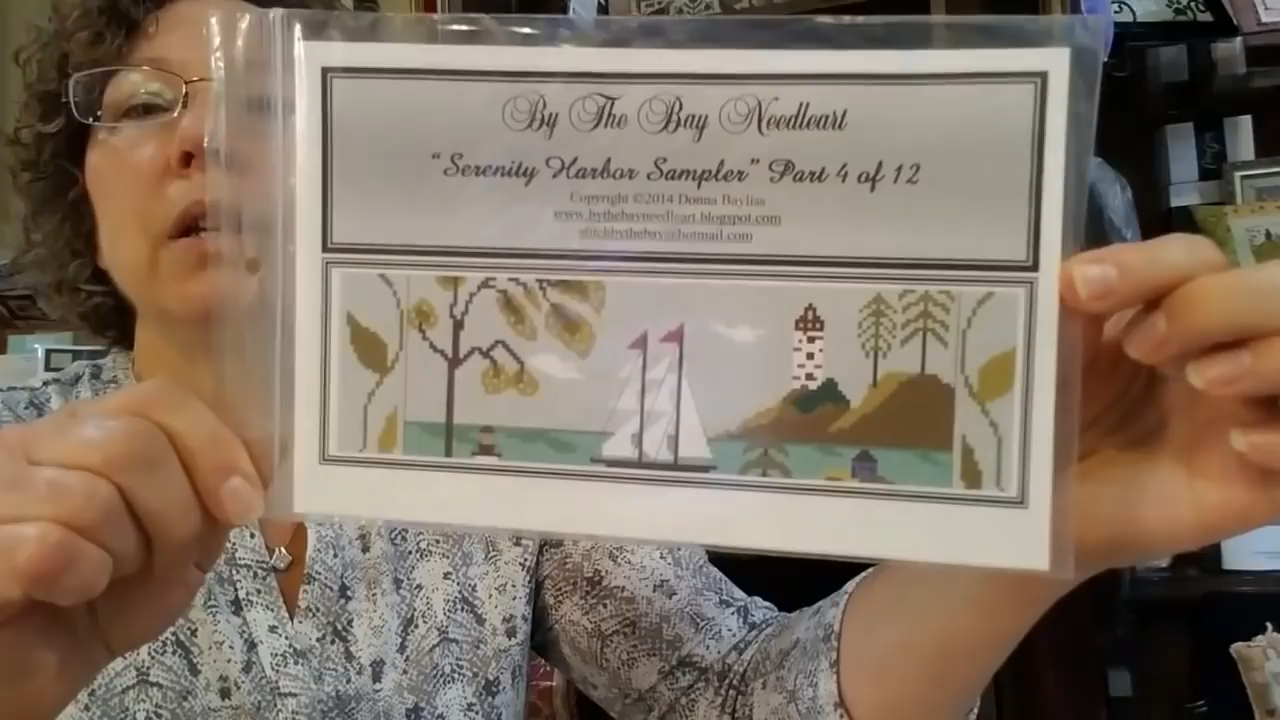 By The Bay Needleart
"Serenity Harbor Sampler" Part 4 of 12
Copyright ©2014 Donna Bayliss
www.bythebayneedleart.blogspot.com
stitchbythebay@hotmail.com